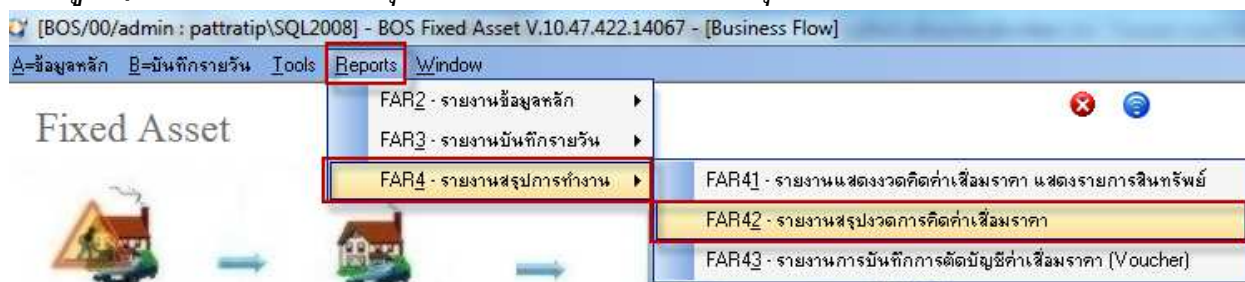 [BOS/00/admin : pattratip\SQL2008] - BOS Fixed Asset V.10.47.422.14067 - [Business Flow]
A=ข้อมูลหลัก B=บันทึกรายวัน Tools Reports Window
Fixed Asset
FAR2 - รายงานข้อมูลหลัก
FAR3 - รายงานบันทึกรายวัน
FAR4 - รายงานสรุปการทำงาน
FAR41 - รายงานแสดงงวดคิดค่าเสื่อมราคา แสดงรายการสินทรัพย์
FAR42 - รายงานสรุปงวดการคิดค่าเสื่อมราคา
FAR43 - รายงานการบันทึกการตัดบัญชีค่าเสื่อมราคา (Voucher)